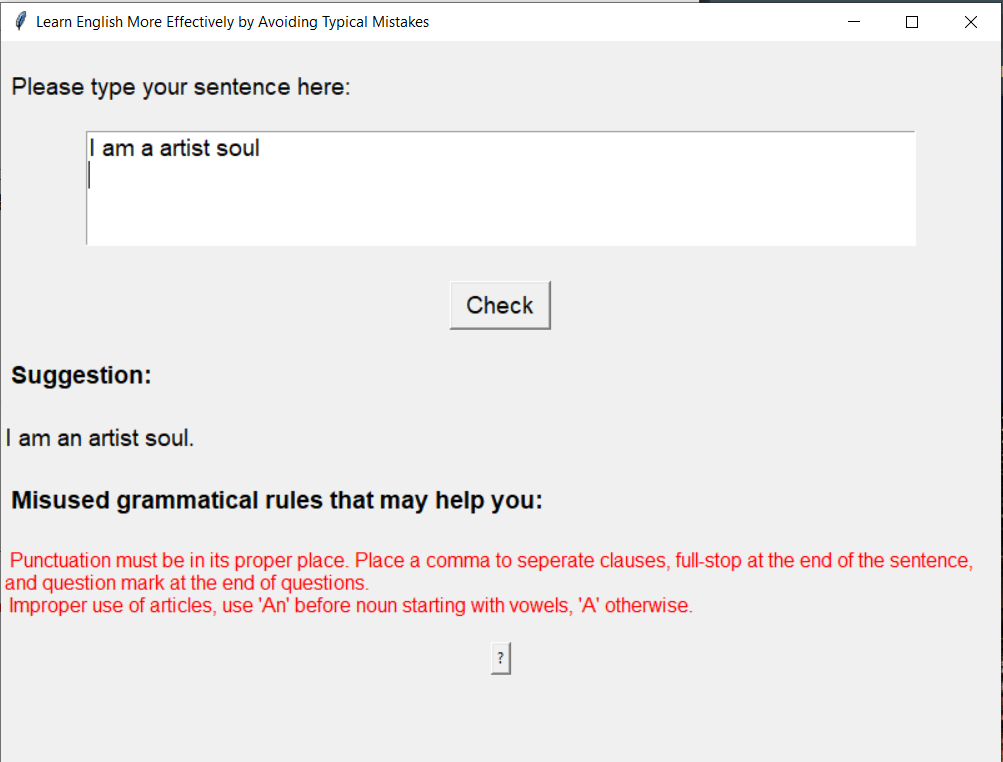 Learn English More Effectively by Avoiding Typical Mistakes
Please type your sentence here:
I am a artist soul
Check
Suggestion:
I am an artist soul.
Misused grammatical rules that may help you:
Punctuation must be in its proper place. Place a comma to seperate clauses, full-stop at the end of the sentence,
and question mark at the end of questions.
Improper use of articles, use 'An' before noun starting with vowels, 'A' otherwise.
?